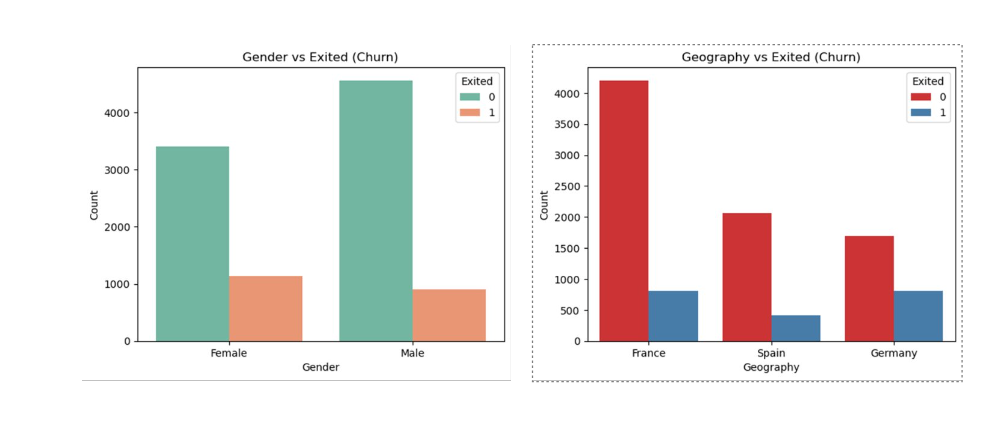 Gender vs Exited (Churn)
Exited
0
1
4000
3000
2000
1000
0
Count
Female
Male
Gender
Geography vs Exited (Churn)
Exited
0
1
4000
3500
3000
2500
2000
1500
1000
500
0
Count
France
Spain
Germany
Geography